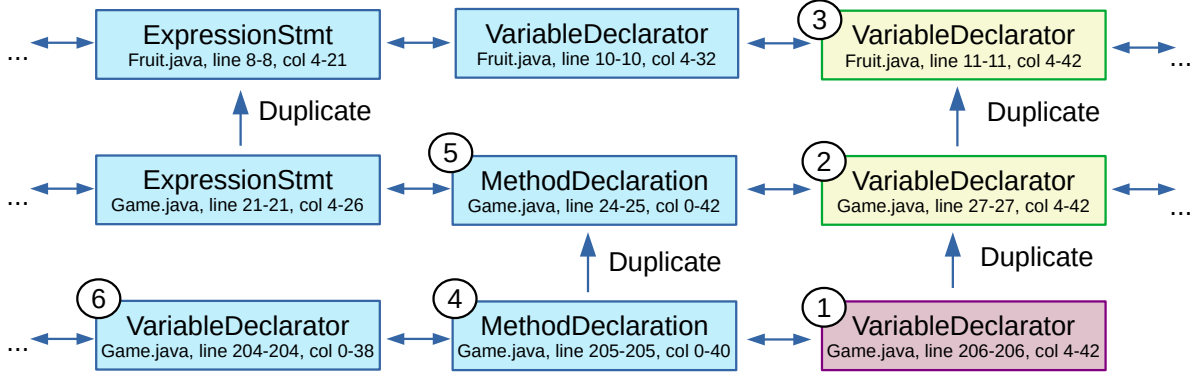 3
ExpressionStmt
Fruit.java, line 8-8, col 4-21
VariableDeclarator
Fruit.java, line 10-10, col 4-32
VariableDeclarator
Fruit.java, line 11-11, col 4-42
...
...
Duplicate
Duplicate
5
2
ExpressionStmt
Game.java, line 21-21, col 4-26
MethodDeclaration
Game.java, line 24-25, col 0-42
VariableDeclarator
Game.java, line 27-27, col 4-42
...
...
Duplicate
Duplicate
6
4
1
VariableDeclarator
Game.java, line 204-204, col 0-38
MethodDeclaration
Game.java, line 205-205, col 0-40
VariableDeclarator
Game.java, line 206-206, col 4-42
...